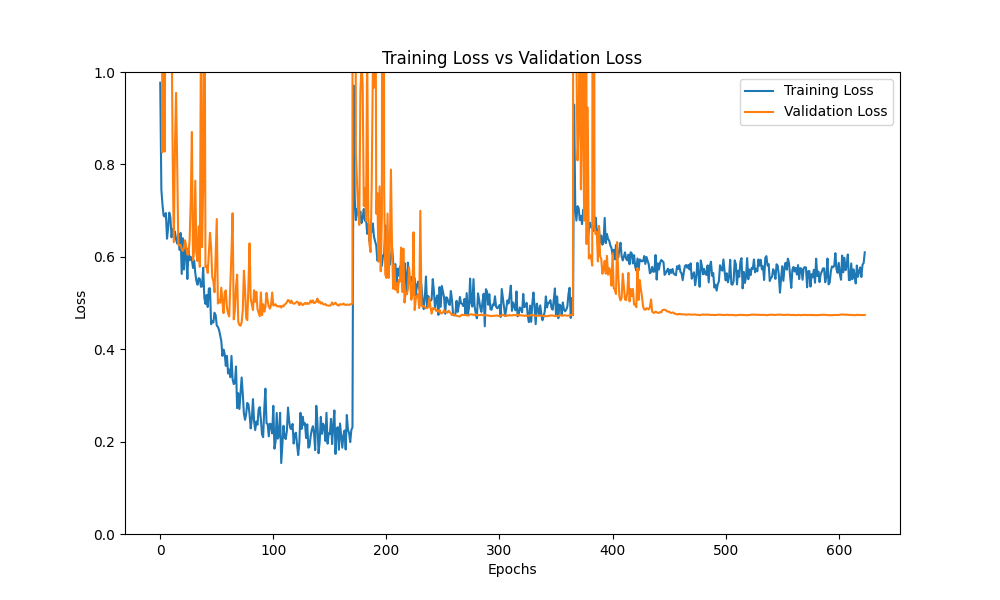 Training Loss vs Validation Loss
Training Loss
Validation Loss
1.0
0.8
0.6
0.4
0.2
0.0
Loss
0 100 200 300 400 500 600
Epochs